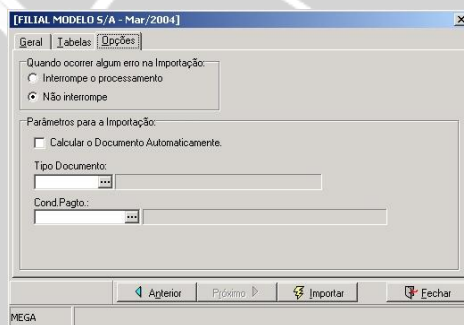 [FILIAL MODELO S/A - Mar/2004]
Geral Tabelas Opções
Quando ocorrer algum erro na Importação:
Interrompe o processamento
Não interrompe
Parâmetros para a Importação:
Calcular o Documento Automaticamente.
Tipo Documento:
Cond.Pagto.:
Anterior Próximo Importar Fechar
MEGA